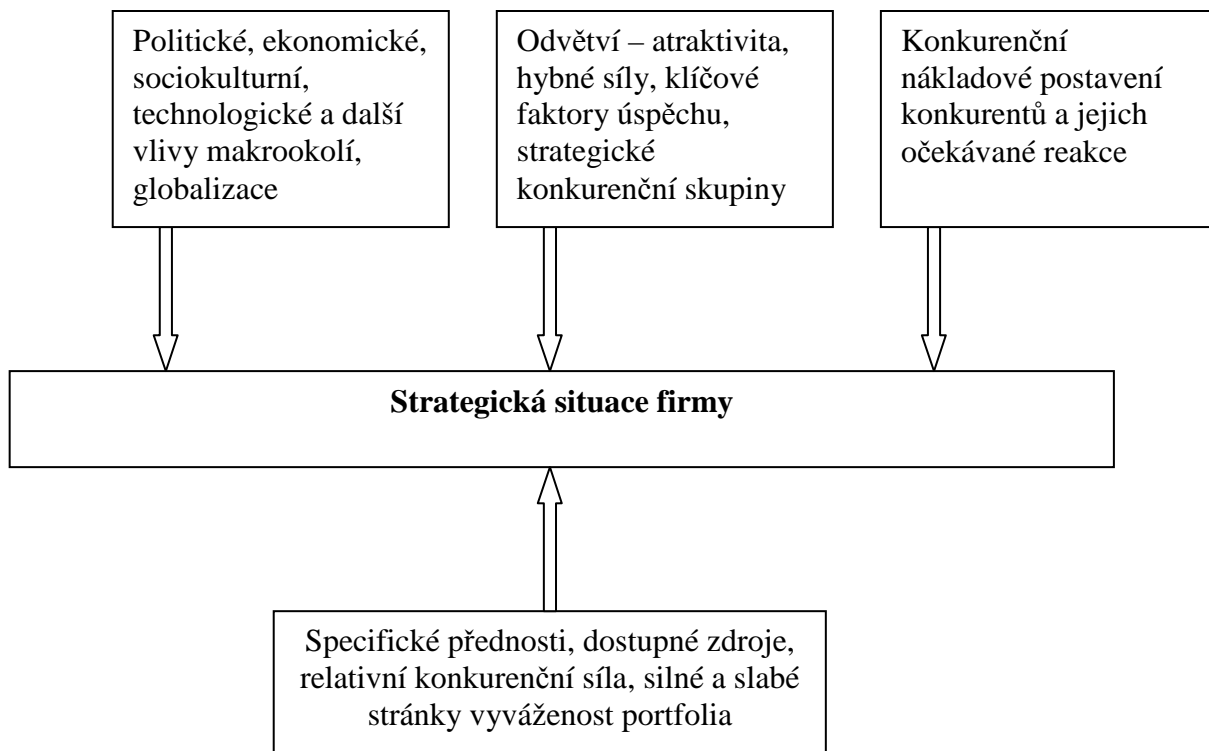 Politické, ekonomické,
sociokulturní,
technologické a další
vlivy makrookolí,
globalizace
Odvětví – atraktivita,
hybné síly, klíčové
faktory úspěchu,
strategické
konkurenční skupiny
Konkurenční
nákladové postavení
konkurentů a jejich
očekávané reakce
Strategická situace firmy
Specifické přednosti, dostupné zdroje,
relativní konkurenční síla, silné a slabé
stránky vyváženost portfolia